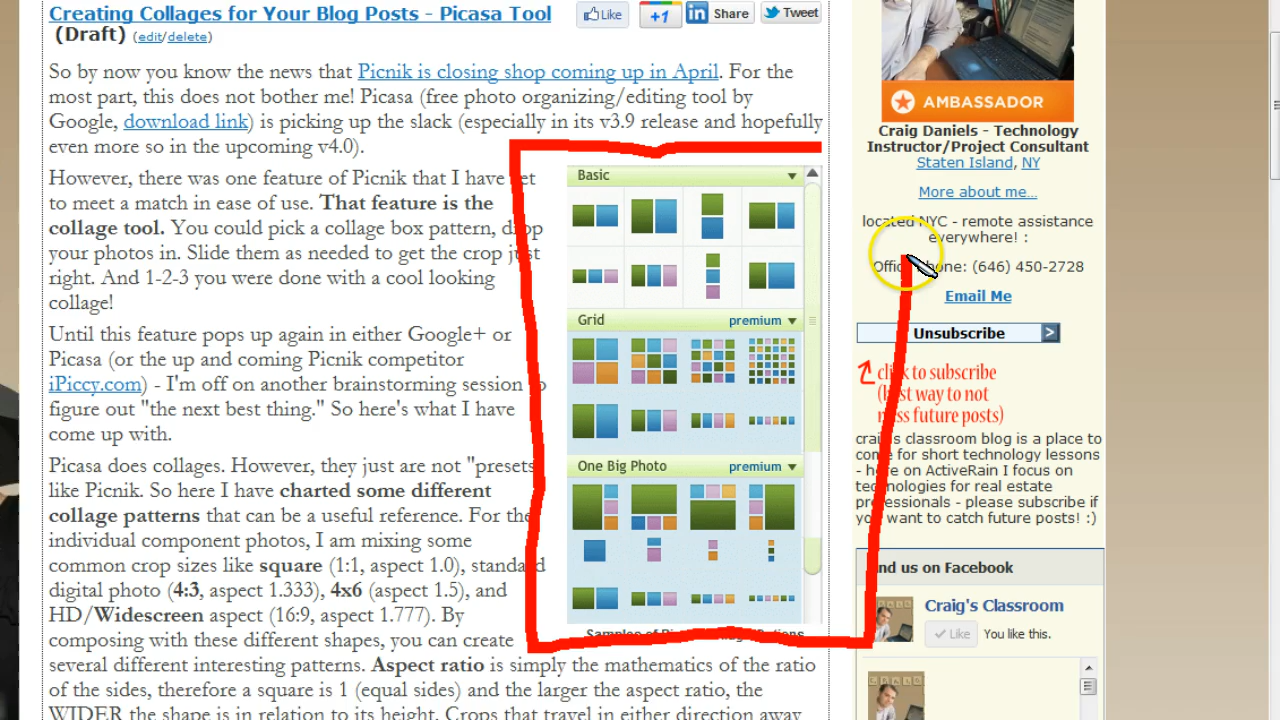 Creating Collages for Your Blog Posts - Picasa Tool
(Draft) (edit/delete)
Like
+1
Share
Tweet
So by now you know the news that Picnik is closing shop coming up in April. For the
most part, this does not bother me! Picasa (free photo organizing/editing tool by
Google, download link) is picking up the slack (especially in its v3.9 release and hopefully
even more so in the upcoming v4.0).
However, there was one feature of Picnik that I have yet
to meet a match in ease of use. That feature is the
collage tool. You could pick a collage box pattern, drop
your photos in. Slide them as needed to get the crop just
right. And 1-2-3 you were done with a cool looking
collage!
Until this feature pops up again in either Google+ or
Picasa (or the up and coming Picnik competitor
iPiccy.com) - I'm off on another brainstorming session to
figure out "the next best thing." So here's what I have
come up with.
Picasa does collages. However, they just are not "presets
like Picnik. So here I have charted some different
collage patterns that can be a useful reference. For the
individual component photos, I am mixing some
common crop sizes like square (1:1, aspect 1.0), standard
digital photo (4:3, aspect 1.333), 4x6 (aspect 1.5), and
HD/Widescreen aspect (16:9, aspect 1.777). By
composing with these different shapes, you can create
several different interesting patterns. Aspect ratio is simply the mathematics of the ratio
of the sides, therefore a square is 1 (equal sides) and the larger the aspect ratio, the
WIDER the shape is in relation to its height. Crops that travel in either direction away
Basic
Grid premium
One Big Photo premium
Samples of
AMBASSADOR
Craig Daniels - Technology
Instructor/Project Consultant
Staten Island, NY
More about me...
located NYC - remote assistance
everywhere! :
Office Phone: (646) 450-2728
Email Me
Unsubscribe >
click to subscribe
(best way to not
miss future posts)
craig's classroom blog is a place to
come for short technology lessons
- here on ActiveRain I focus on
technologies for real estate
professionals - please subscribe if
you want to catch future posts! :)
Find us on Facebook
Craig's Classroom
Like You like this.